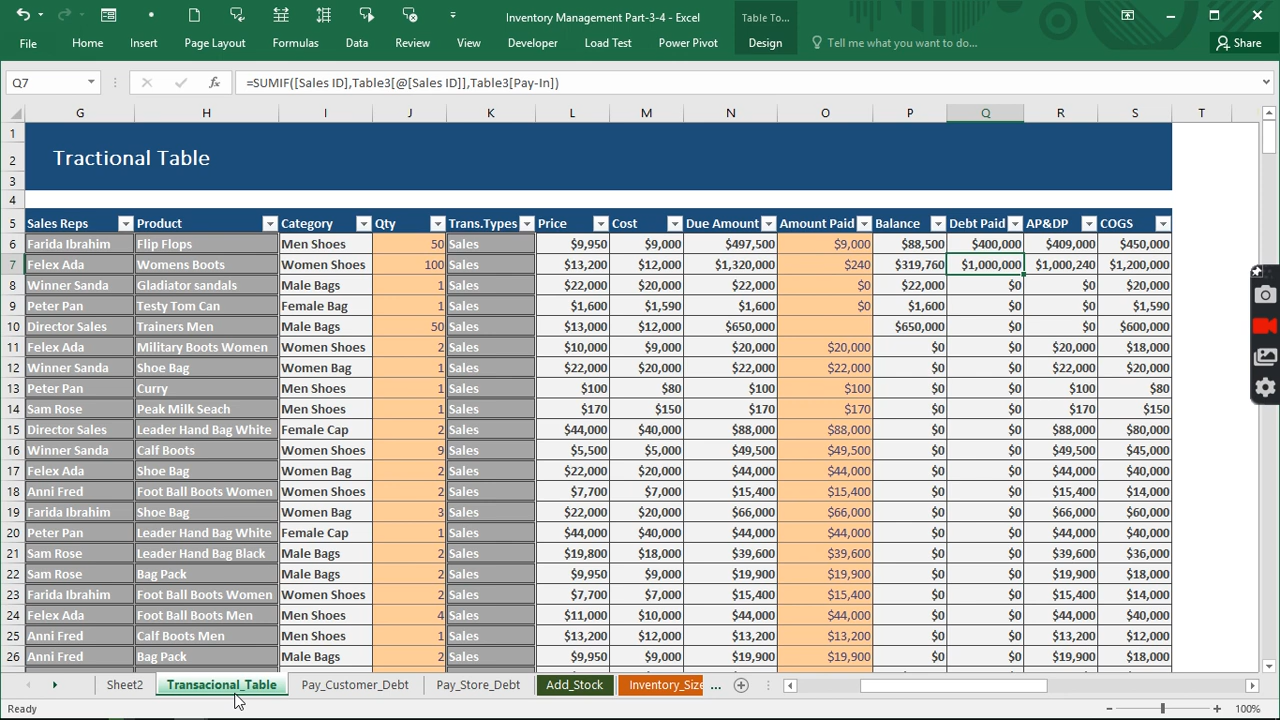 Inventory Management Part-3-4 - Excel
Table To...
File Home Insert Page Layout Formulas Data Review View Developer Load Test Power Pivot Design Tell me what you want to do... Share
Q7 fx =SUMIF([Sales ID],Table3[@[Sales ID]],Table3[Pay-In])
G H I J K L M N O P Q R S T
1
2 Tractional Table
3
4
5 Sales Reps Product Category Qty Trans.Types Price Cost Due Amount Amount Paid Balance Debt Paid AP&DP COGS
6 Farida Ibrahim Flip Flops Men Shoes 50 Sales $9,950 $9,000 $497,500 $9,000 $88,500 $400,000 $409,000 $450,000
7 Felex Ada Womens Boots Women Shoes 100 Sales $13,200 $12,000 $1,320,000 $240 $319,760 $1,000,000 $1,000,240 $1,200,000
8 Winner Sanda Gladiator sandals Male Bags 1 Sales $22,000 $20,000 $22,000 $0 $22,000 $0 $0 $20,000
9 Peter Pan Testy Tom Can Female Bag 1 Sales $1,600 $1,590 $1,600 $0 $1,600 $0 $0 $1,590
10 Director Sales Trainers Men Male Bags 50 Sales $13,000 $12,000 $650,000 $650,000 $0 $0 $600,000
11 Felex Ada Military Boots Women Women Shoes 2 Sales $10,000 $9,000 $20,000 $20,000 $0 $0 $20,000 $18,000
12 Winner Sanda Shoe Bag Women Bag 1 Sales $22,000 $20,000 $22,000 $22,000 $0 $0 $22,000 $20,000
13 Peter Pan Curry Men Shoes 1 Sales $100 $80 $100 $100 $0 $0 $100 $80
14 Sam Rose Peak Milk Seach Men Shoes 1 Sales $170 $150 $170 $170 $0 $0 $170 $150
15 Director Sales Leader Hand Bag White Female Cap 2 Sales $44,000 $40,000 $88,000 $88,000 $0 $0 $88,000 $80,000
16 Winner Sanda Calf Boots Women Shoes 9 Sales $5,500 $5,000 $49,500 $49,500 $0 $0 $49,500 $45,000
17 Felex Ada Shoe Bag Women Bag 2 Sales $22,000 $20,000 $44,000 $44,000 $0 $0 $44,000 $40,000
18 Anni Fred Foot Ball Boots Women Women Shoes 2 Sales $7,700 $7,000 $15,400 $15,400 $0 $0 $15,400 $14,000
19 Farida Ibrahim Shoe Bag Women Bag 3 Sales $22,000 $20,000 $66,000 $66,000 $0 $0 $66,000 $60,000
20 Peter Pan Leader Hand Bag White Female Cap 1 Sales $44,000 $40,000 $44,000 $44,000 $0 $0 $44,000 $40,000
21 Sam Rose Leader Hand Bag Black Male Bags 2 Sales $19,800 $18,000 $39,600 $39,600 $0 $0 $39,600 $36,000
22 Sam Rose Bag Pack Male Bags 2 Sales $9,950 $9,000 $19,900 $19,900 $0 $0 $19,900 $18,000
23 Farida Ibrahim Foot Ball Boots Women Women Shoes 2 Sales $7,700 $7,000 $15,400 $15,400 $0 $0 $15,400 $14,000
24 Felex Ada Foot Ball Boots Men Men Shoes 4 Sales $11,000 $10,000 $44,000 $44,000 $0 $0 $44,000 $40,000
25 Anni Fred Calf Boots Men Men Shoes 1 Sales $13,200 $12,000 $13,200 $13,200 $0 $0 $13,200 $12,000
26 Anni Fred Bag Pack Male Bags 2 Sales $9,950 $9,000 $19,900 $19,900 $0 $0 $19,900 $18,000
Sheet2 Transacional_Table Pay_Customer_Debt Pay_Store_Debt Add_Stock Inventory_Size ...
Ready 100%